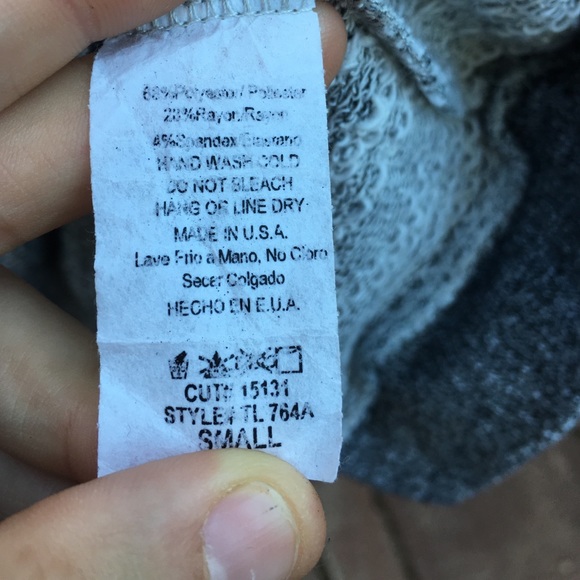 68%Polyester/Poliester
28%Rayon/Rayon
4%Spandex/Elastano
HAND WASH COLD
DO NOT BLEACH
HANG OR LINE DRY
MADE IN U.S.A.
Lave Frio a Mano, No Cloro
Secar Colgado
HECHO EN E.U.A.
CUT# 15131
STYLE# TL 764A
SMALL